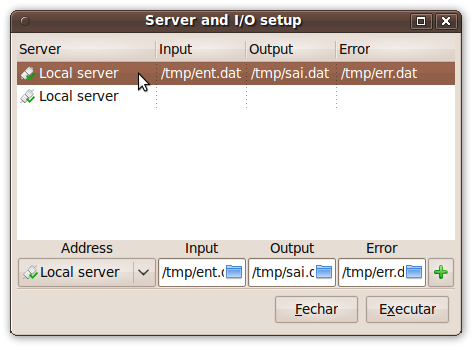 Server and I/O setup
Server Input Output Error
Local server /tmp/ent.dat /tmp/sai.dat /tmp/err.dat
Local server
Address Input Output Error
Local server /tmp/ent.d /tmp/sai.d /tmp/err.d
Fechar Executar